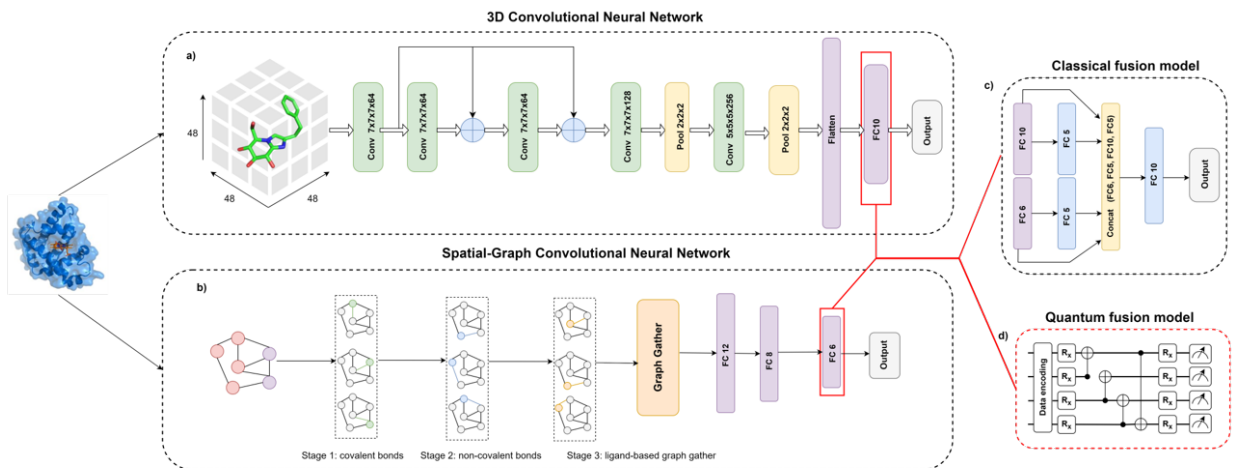 3D Convolutional Neural Network
a)
48
48
48
Conv 7x7x7x64
Conv 7x7x7x64
Conv 7x7x7x64
Conv 7x7x7x128
Pool 2x2x2
Conv 5x5x5x256
Pool 2x2x2
Flatten
FC10
Output
Spatial-Graph Convolutional Neural Network
b)
Graph Gather
FC 12
FC 8
FC 6
Output
Stage 1: covalent bonds
Stage 2: non-covalent bonds
Stage 3: ligand-based graph gather
Classical fusion model
c)
FC 10
FC 5
FC 6
FC 5
Concat (FC6, FC5, FC10, FC5)
FC 10
Output
Quantum fusion model
d)
Data encoding
Rx
Rx
Rx
Rx
Rx
Rx
Rx
Rx